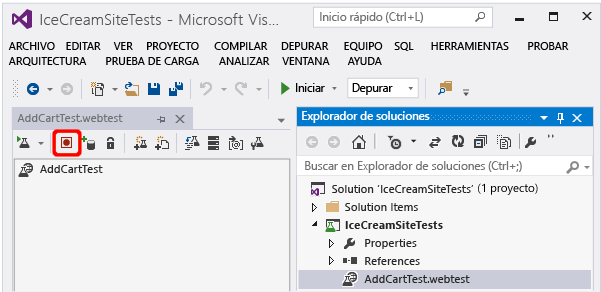 IceCreamSiteTests - Microsoft Vis...
Inicio rápido (Ctrl+L)
ARCHIVO EDITAR VER PROYECTO COMPILAR DEPURAR EQUIPO SQL HERRAMIENTAS PROBAR
ARQUITECTURA PRUEBA DE CARGA ANALIZAR VENTANA AYUDA
Iniciar Depurar
AddCartTest.webtest
AddCartTest
Explorador de soluciones
Buscar en Explorador de soluciones (Ctrl+;)
Solution 'IceCreamSiteTests' (1 proyecto)
Solution Items
IceCreamSiteTests
Properties
References
AddCartTest.webtest